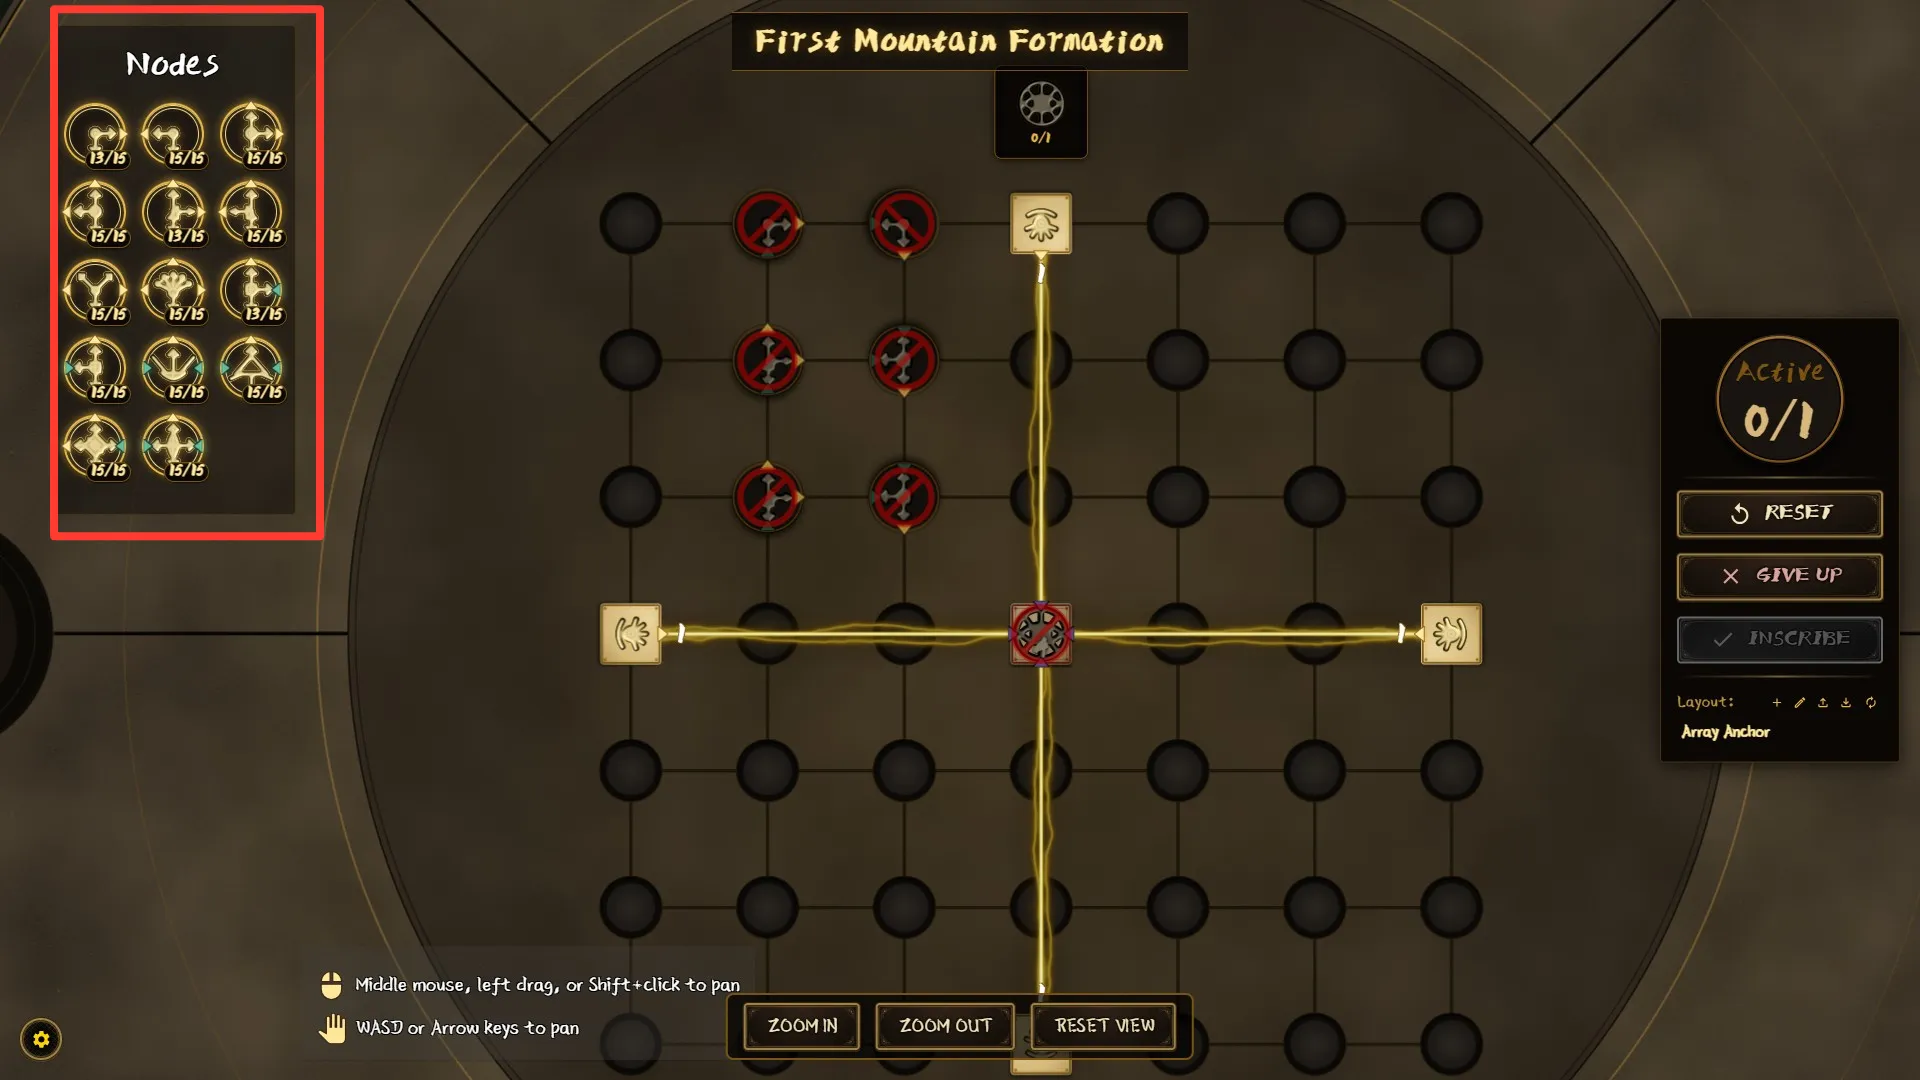 First Mountain Formation
Nodes
0/1
13/15
15/15
15/15
15/15
13/15
15/15
15/15
15/15
13/15
15/15
15/15
15/15
15/15
15/15
Active
0/1
RESET
GIVE UP
INSCRIBE
Layout:
Array Anchor
Middle mouse, left drag, or Shift+click to pan
WASD or Arrow keys to pan
ZOOM IN
ZOOM OUT
RESET VIEW